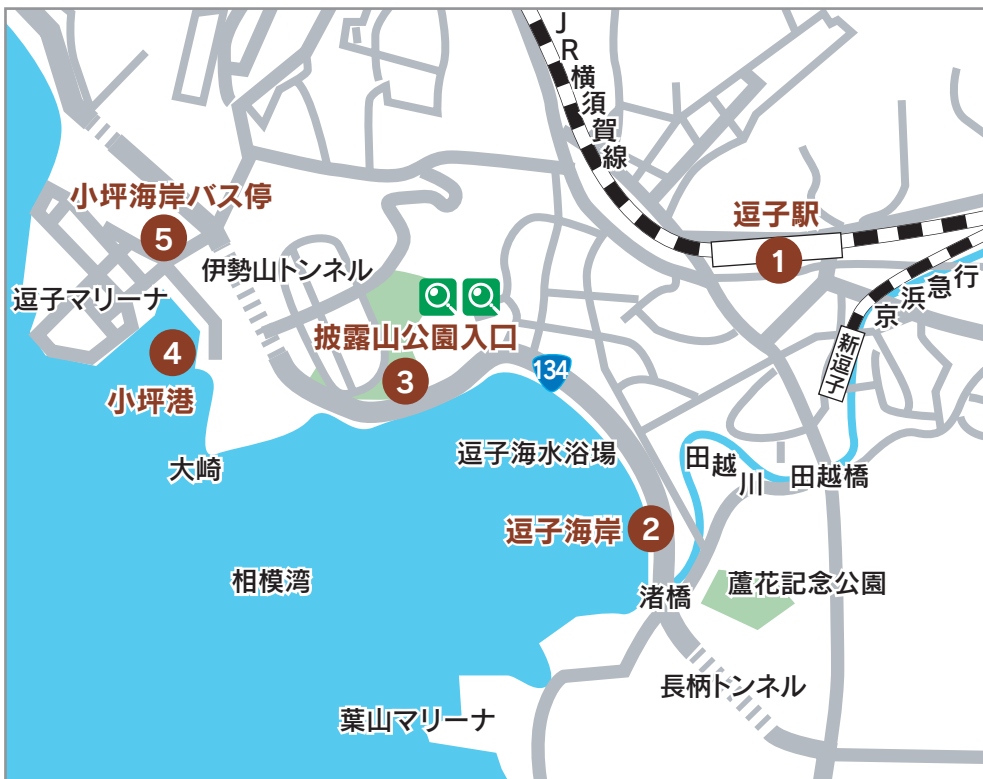 JR横須賀線
小坪海岸バス停
逗子駅
5
1
伊勢山トンネル
逗子マリーナ
京浜急行
披露山公園入口
新逗子
4
3
134
小坪港
逗子海水浴場
大崎
田越川
田越橋
逗子海岸
2
相模湾
渚橋
蘆花記念公園
長柄トンネル
葉山マリーナ